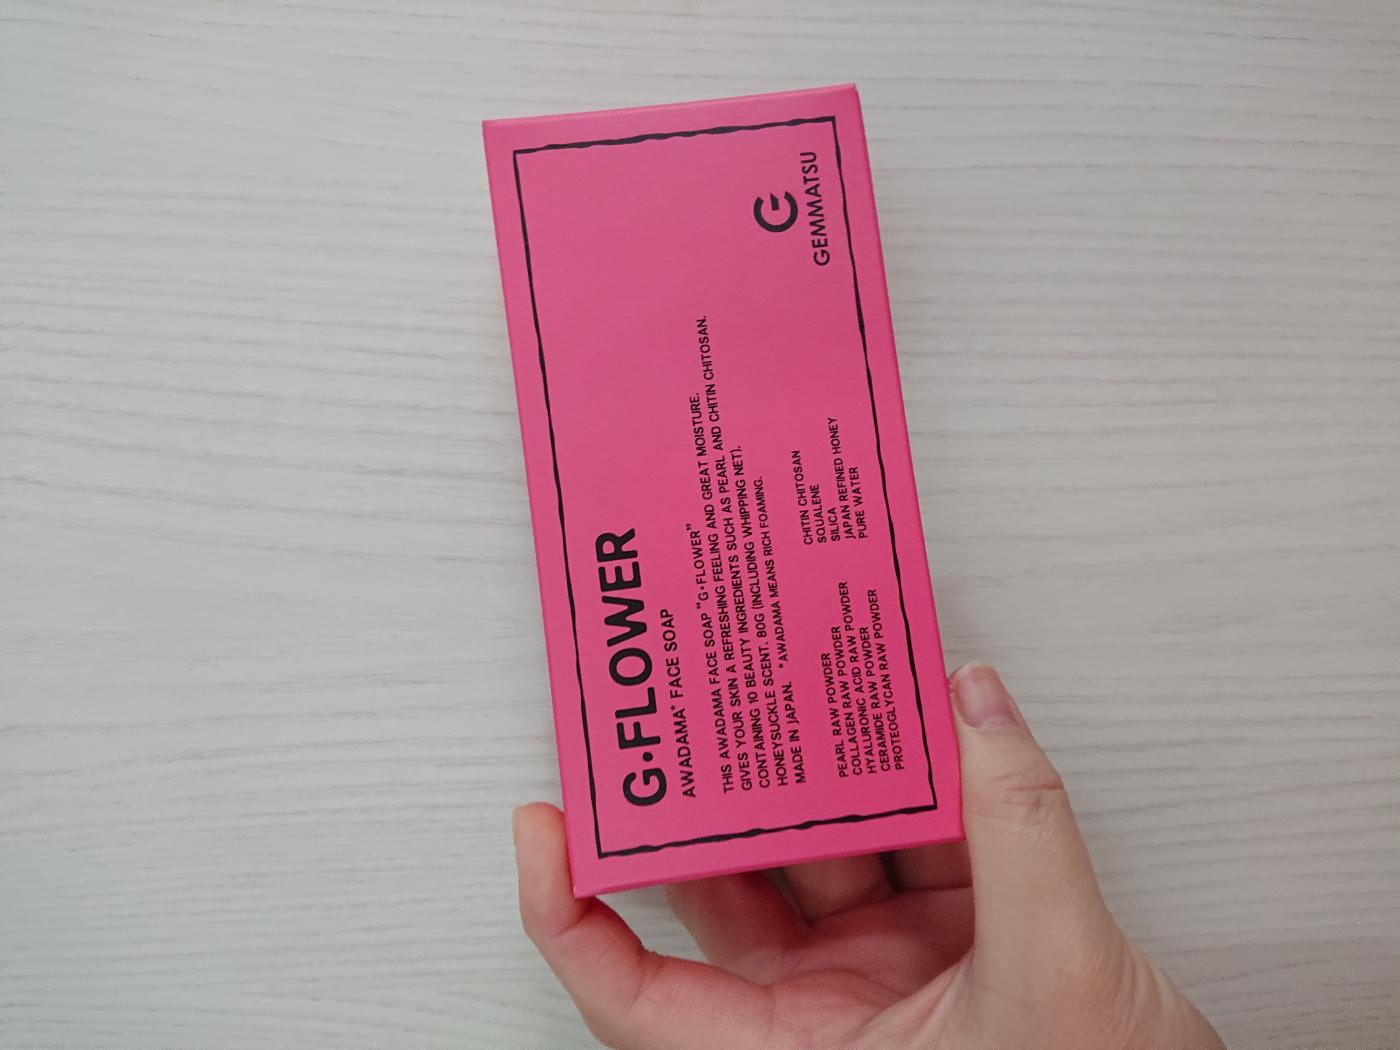 G•FLOWER
AWADAMA* FACE SOAP
THIS AWADAMA FACE SOAP "G•FLOWER"
GIVES YOUR SKIN A REFRESHING FEELING AND GREAT MOISTURE.
CONTAINING 10 BEAUTY INGREDIENTS SUCH AS PEARL AND CHITIN CHITOSAN.
HONEYSUCKLE SCENT. 80G (INCLUDING WHIPPING NET).
MADE IN JAPAN. *AWADAMA MEANS RICH FOAMING.
PEARL RAW POWDER
COLLAGEN RAW POWDER
HYALURONIC ACID RAW POWDER
CERAMIDE RAW POWDER
PROTEOGLYCAN RAW POWDER
CHITIN CHITOSAN
SQUALENE
SILICA
JAPAN REFINED HONEY
PURE WATER
GEMMATSU